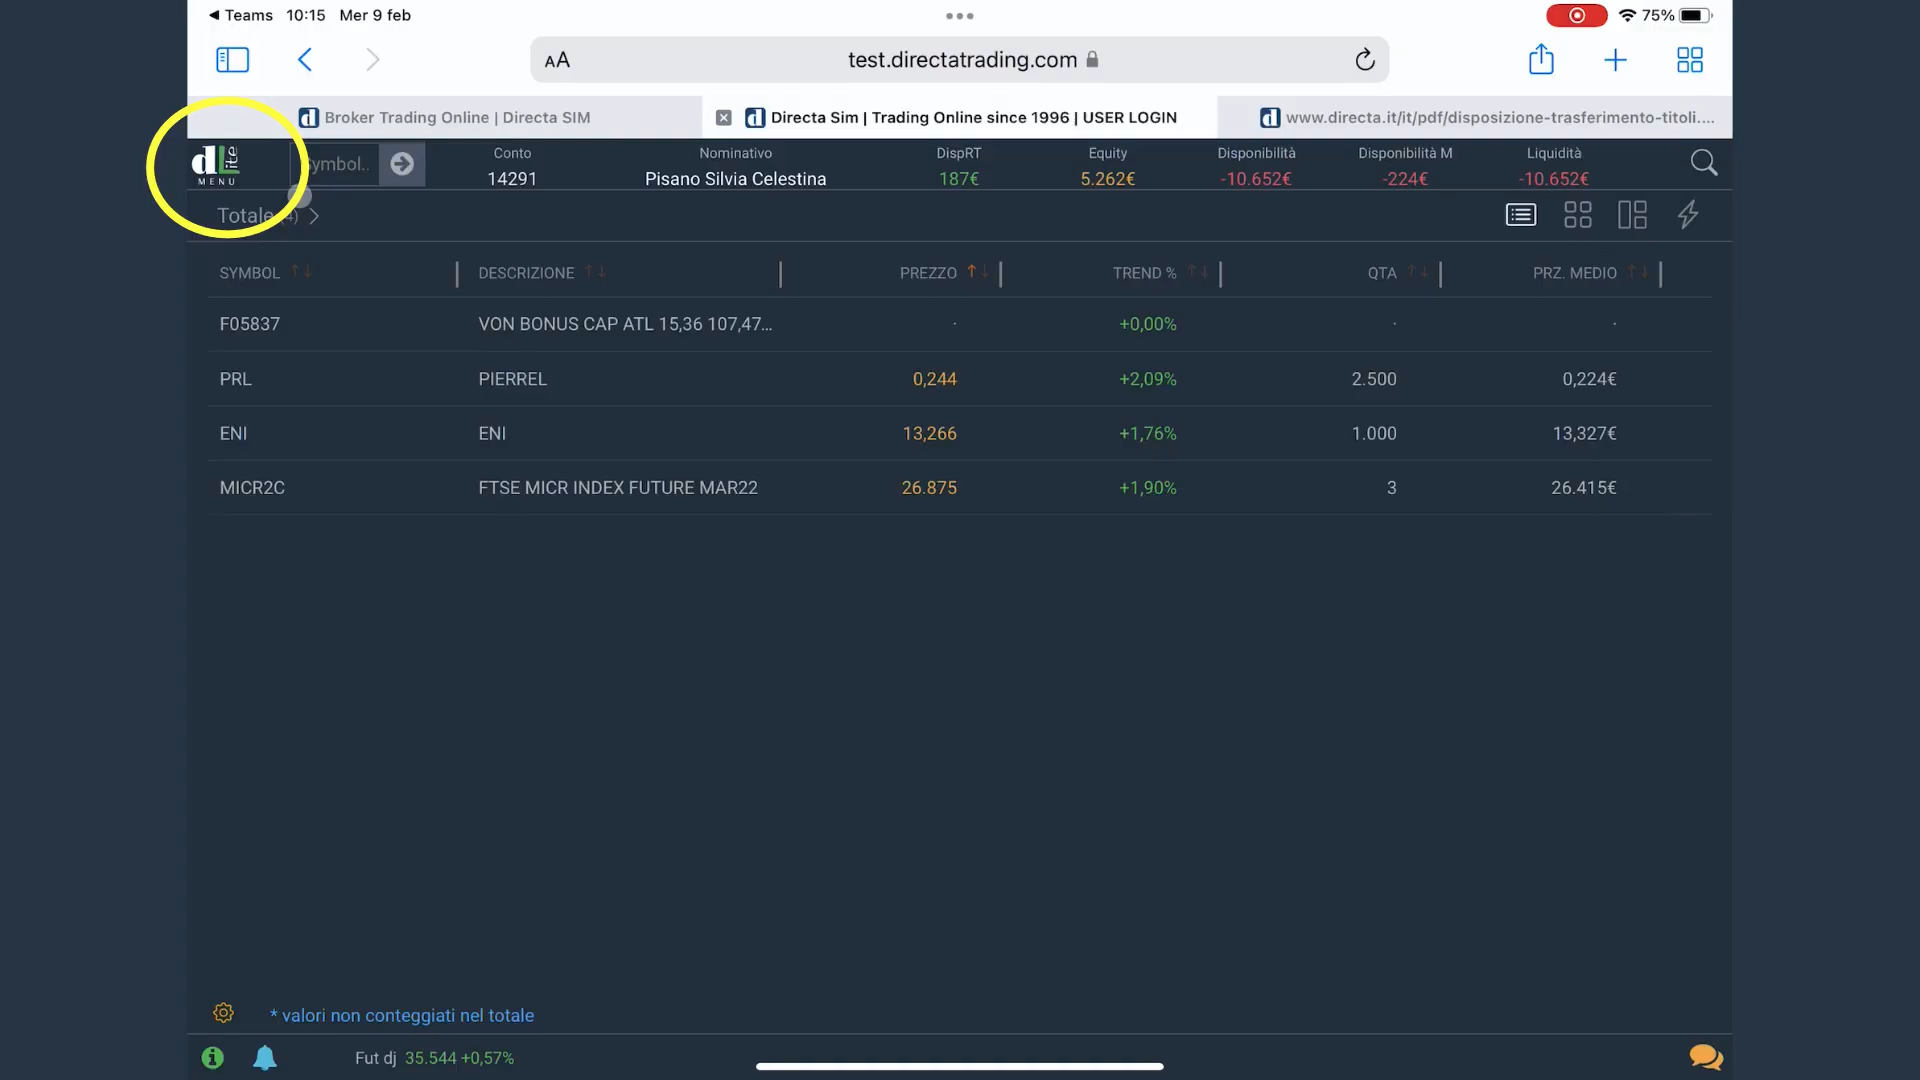 Teams 10:15 Mer 9 feb
75%
AA
test.directatrading.com
Broker Trading Online | Directa SIM
Directa Sim | Trading Online since 1996 | USER LOGIN
www.directa.it/it/pdf/disposizione-trasferimento-titoli....
dLite
MENU
Symbol..
Conto
14291
Nominativo
Pisano Silvia Celestina
DispRT
187€
Equity
5.262€
Disponibilità
-10.652€
Disponibilità M
-224€
Liquidità
-10.652€
Totale (4)
SYMBOL DESCRIZIONE PREZZO TREND % QTA PRZ. MEDIO
F05837 VON BONUS CAP ATL 15,36 107,47... . +0,00% . .
PRL PIERREL 0,244 +2,09% 2.500 0,224€
ENI ENI 13,266 +1,76% 1.000 13,327€
MICR2C FTSE MICR INDEX FUTURE MAR22 26.875 +1,90% 3 26.415€
* valori non conteggiati nel totale
Fut dj 35.544 +0,57%